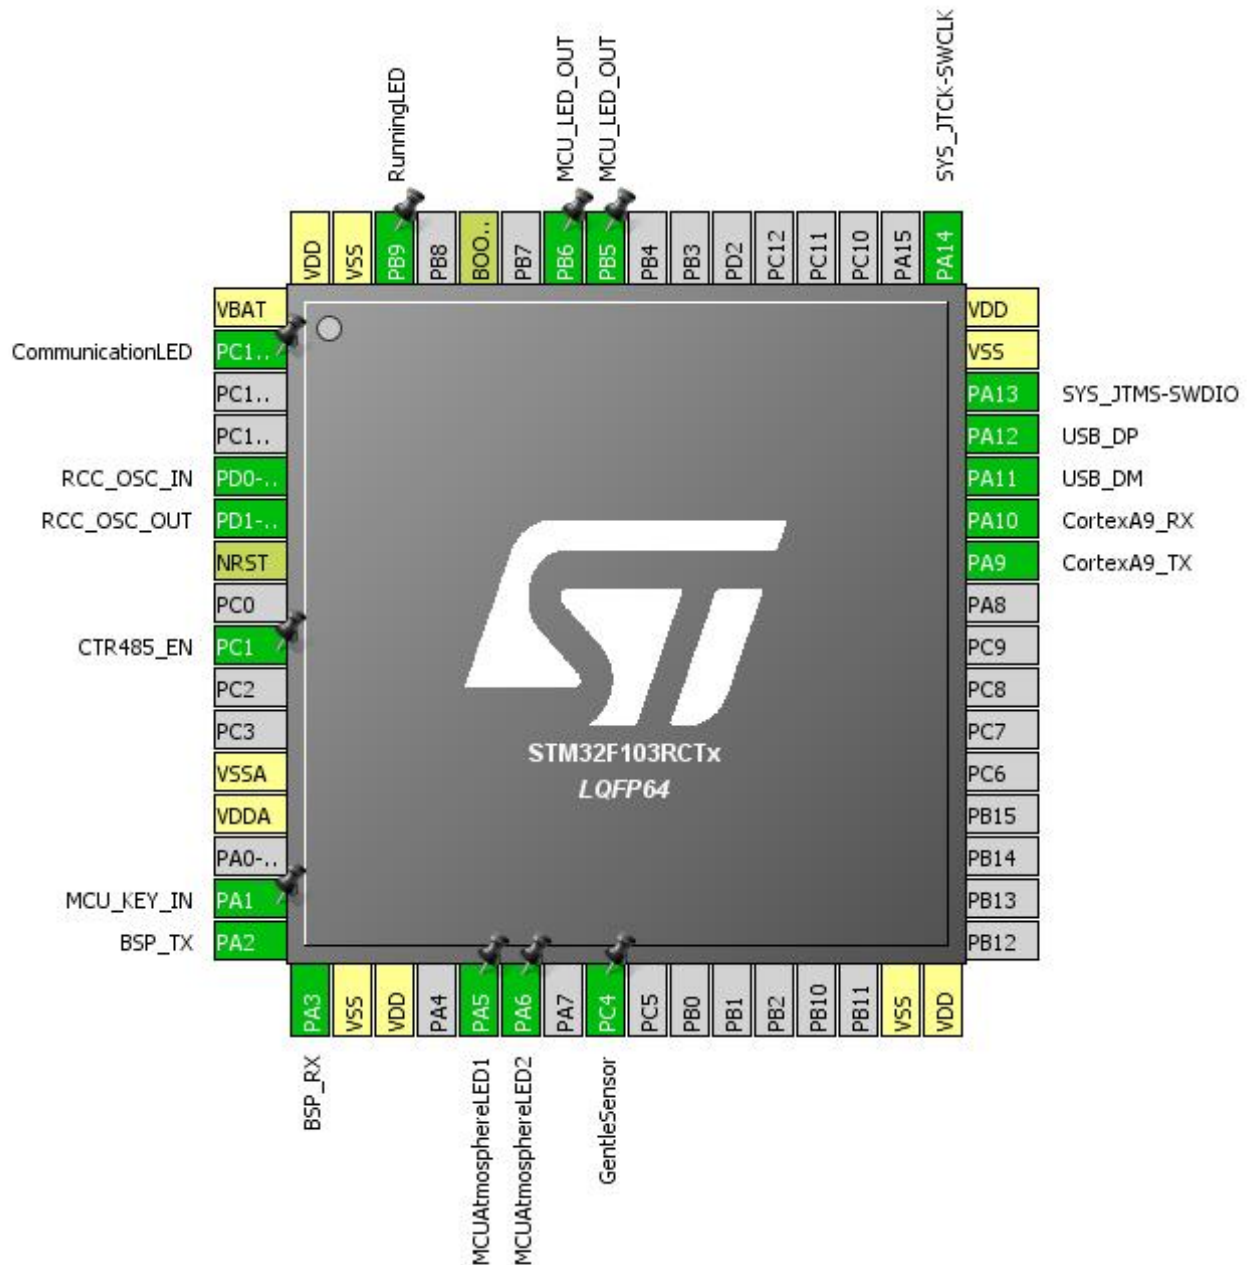 RunningLED
MCU_LED_OUT
MCU_LED_OUT
SYS_JTCK-SWCLK
VDD
VSS
PB9
PB8
BOO..
PB7
PB6
PB5
PB4
PB3
PD2
PC12
PC11
PC10
PA15
PA14
VBAT
CommunicationLED PC1..
PC1..
PC1..
RCC_OSC_IN PD0-..
RCC_OSC_OUT PD1-..
NRST
PC0
CTR485_EN PC1
PC2
PC3
VSSA
VDDA
PA0-..
MCU_KEY_IN PA1
BSP_TX PA2
ST
STM32F103RCTx
LQFP64
VDD
VSS
PA13 SYS_JTMS-SWDIO
PA12 USB_DP
PA11 USB_DM
PA10 CortexA9_RX
PA9 CortexA9_TX
PA8
PC9
PC8
PC7
PC6
PB15
PB14
PB13
PB12
PA3
VSS
VDD
PA4
PA5
PA6
PA7
PC4
PC5
PB0
PB1
PB2
PB10
PB11
VSS
VDD
BSP_RX
MCUAtmosphereLED1
MCUAtmosphereLED2
GentleSensor